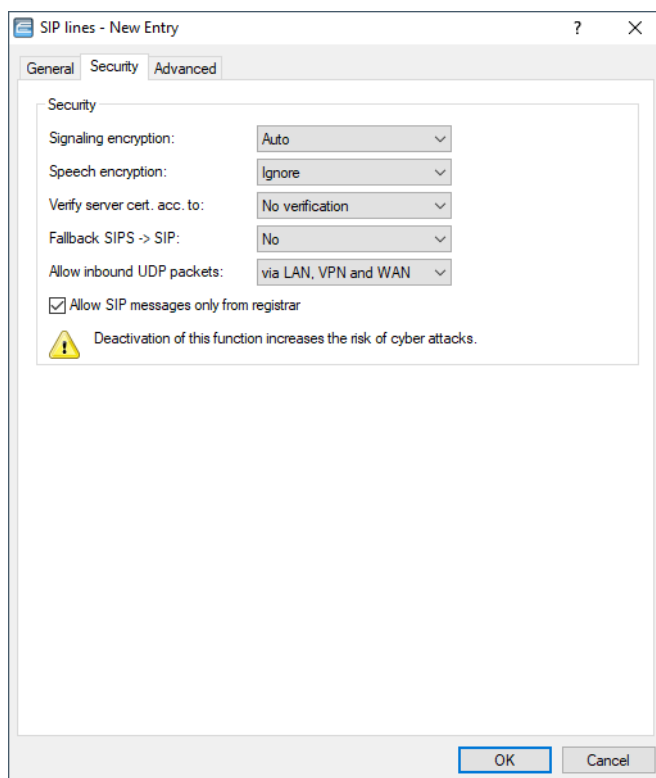 SIP lines - New Entry
General Security Advanced
Security
Signaling encryption: Auto
Speech encryption: Ignore
Verify server cert. acc. to: No verification
Fallback SIPS -> SIP: No
Allow inbound UDP packets: via LAN, VPN and WAN
Allow SIP messages only from registrar
Deactivation of this function increases the risk of cyber attacks.
OK Cancel